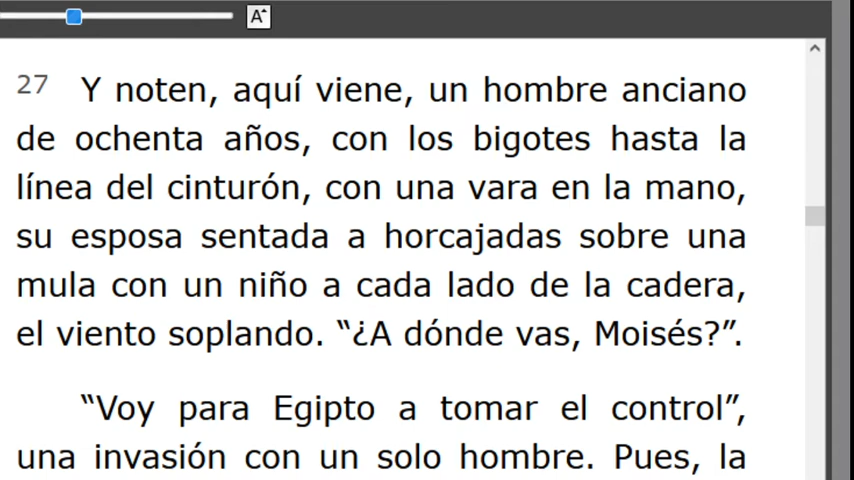 A
27 Y noten, aquí viene, un hombre anciano
de ochenta años, con los bigotes hasta la
línea del cinturón, con una vara en la mano,
su esposa sentada a horcajadas sobre una
mula con un niño a cada lado de la cadera,
el viento soplando. “¿A dónde vas, Moisés?”.
“Voy para Egipto a tomar el control”,
una invasión con un solo hombre. Pues, la